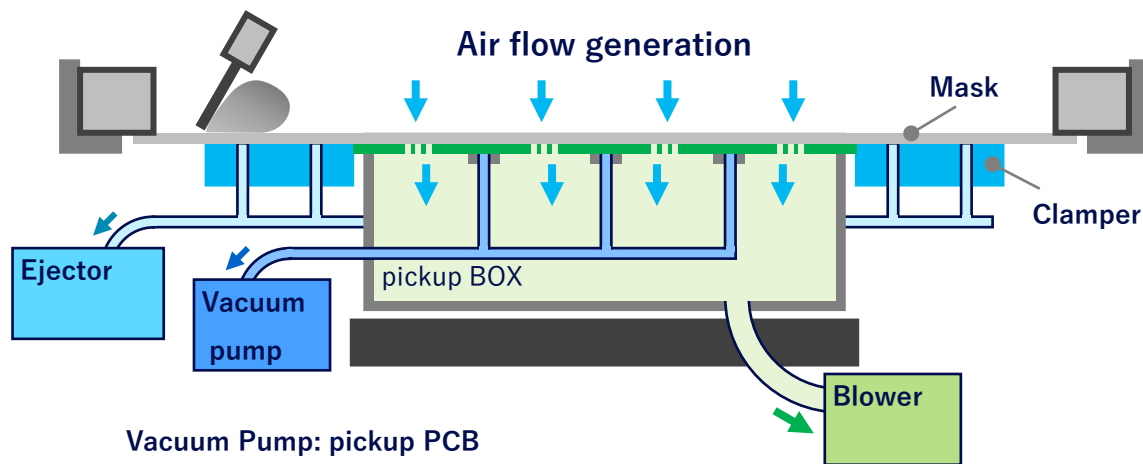 Air flow generation
Mask
Clamper
Ejector
pickup BOX
Vacuum
pump
Blower
Vacuum Pump: pickup PCB